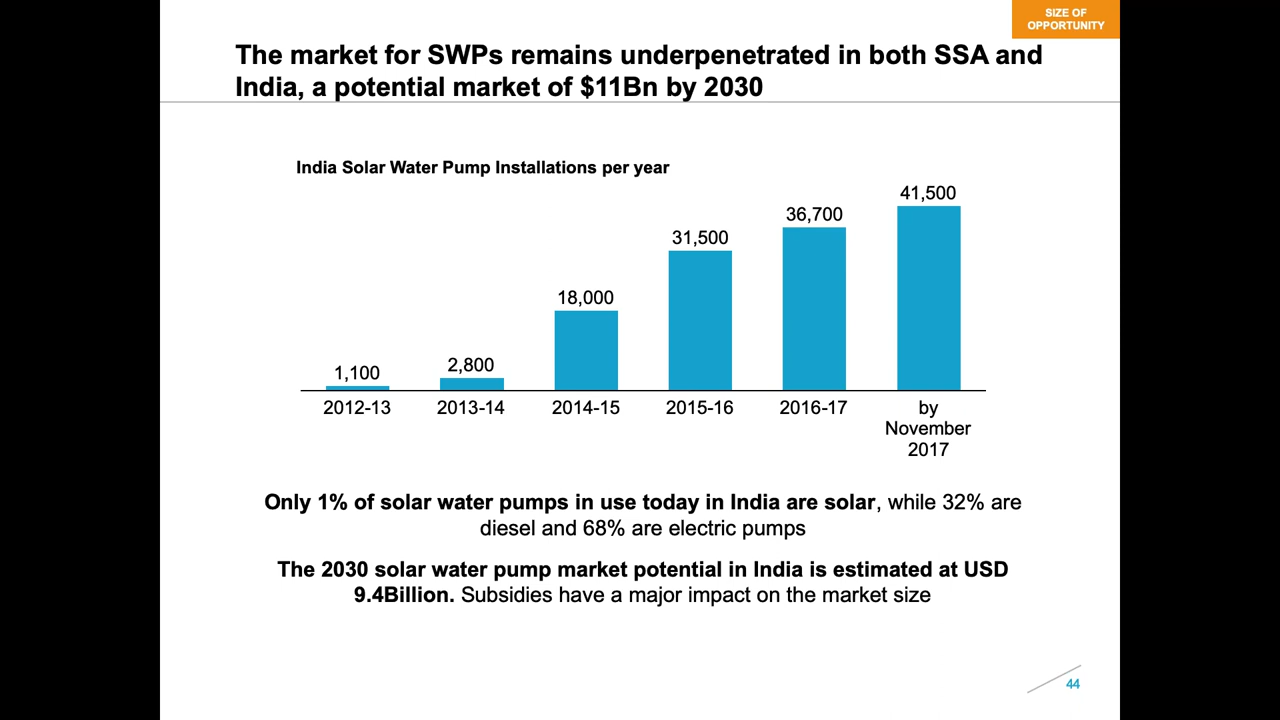 SIZE OF
OPPORTUNITY
The market for SWPs remains underpenetrated in both SSA and
India, a potential market of $11Bn by 2030
India Solar Water Pump Installations per year
41,500
36,700
31,500
18,000
2,800
1,100
2012-13
2013-14
2014-15
2015-16
2016-17
by
November
2017
Only 1% of solar water pumps in use today in India are solar, while 32% are
diesel and 68% are electric pumps
The 2030 solar water pump market potential in India is estimated at USD
9.4Billion. Subsidies have a major impact on the market size
44